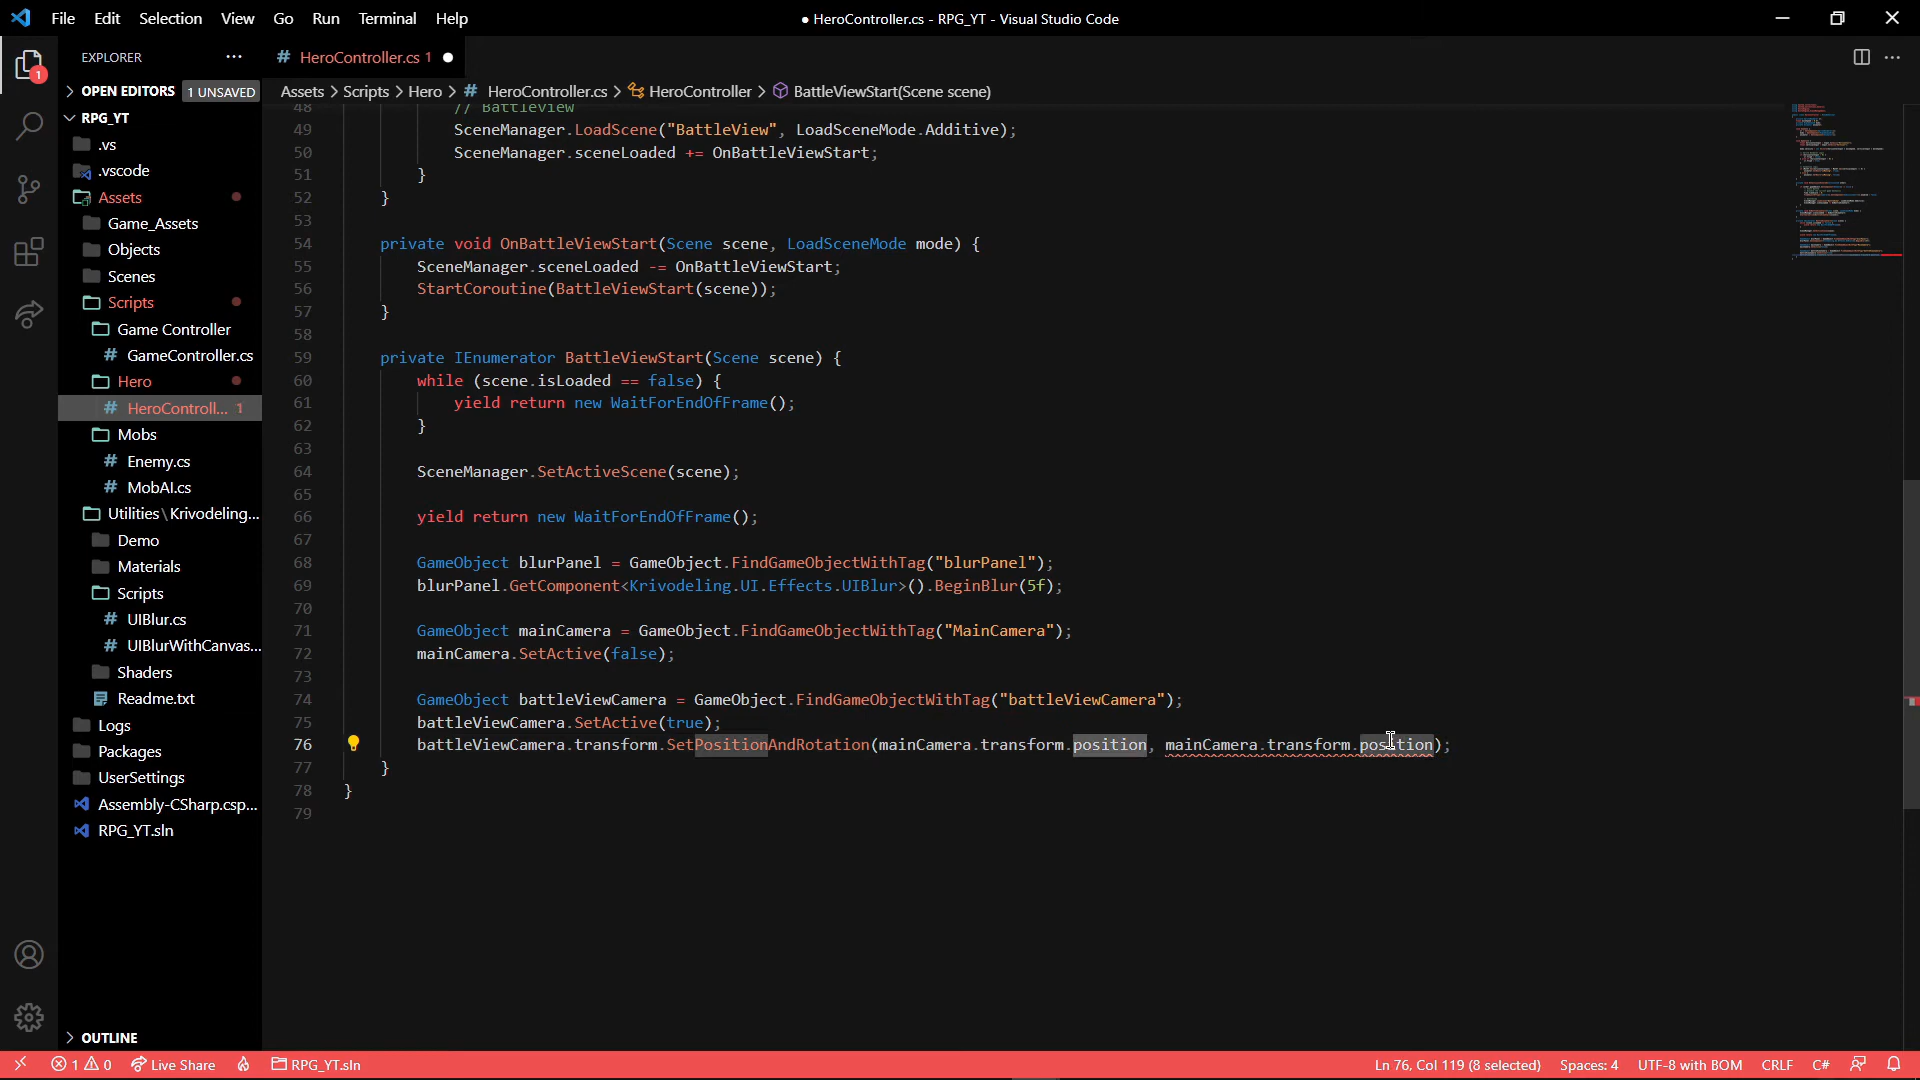 File Edit Selection View Go Run Terminal Help
● HeroController.cs - RPG_YT - Visual Studio Code
EXPLORER
# HeroController.cs 1 ●
OPEN EDITORS 1 UNSAVED
Assets > Scripts > Hero > # HeroController.cs > HeroController > BattleViewStart(Scene scene)
RPG_YT
.vs
.vscode
Assets
Game_Assets
Objects
Scenes
Scripts
Game Controller
# GameController.cs
Hero
# HeroControll... 1
Mobs
# Enemy.cs
# MobAI.cs
Utilities\Krivodeling...
Demo
Materials
Scripts
# UIBlur.cs
# UIBlurWithCanvas...
Shaders
Readme.txt
Logs
Packages
UserSettings
Assembly-CSharp.csp...
RPG_YT.sln
OUTLINE
48 // BattleView
49 SceneManager.LoadScene("BattleView", LoadSceneMode.Additive);
50 SceneManager.sceneLoaded += OnBattleViewStart;
51 }
52 }
53
54 private void OnBattleViewStart(Scene scene, LoadSceneMode mode) {
55 SceneManager.sceneLoaded -= OnBattleViewStart;
56 StartCoroutine(BattleViewStart(scene));
57 }
58
59 private IEnumerator BattleViewStart(Scene scene) {
60 while (scene.isLoaded == false) {
61 yield return new WaitForEndOfFrame();
62 }
63
64 SceneManager.SetActiveScene(scene);
65
66 yield return new WaitForEndOfFrame();
67
68 GameObject blurPanel = GameObject.FindGameObjectWithTag("blurPanel");
69 blurPanel.GetComponent<Krivodeling.UI.Effects.UIBlur>().BeginBlur(5f);
70
71 GameObject mainCamera = GameObject.FindGameObjectWithTag("MainCamera");
72 mainCamera.SetActive(false);
73
74 GameObject battleViewCamera = GameObject.FindGameObjectWithTag("battleViewCamera");
75 battleViewCamera.SetActive(true);
76 battleViewCamera.transform.SetPositionAndRotation(mainCamera.transform.position, mainCamera.transform.position);
77 }
78 }
79
1 0 Live Share RPG_YT.sln Ln 76, Col 119 (8 selected) Spaces: 4 UTF-8 with BOM CRLF C#